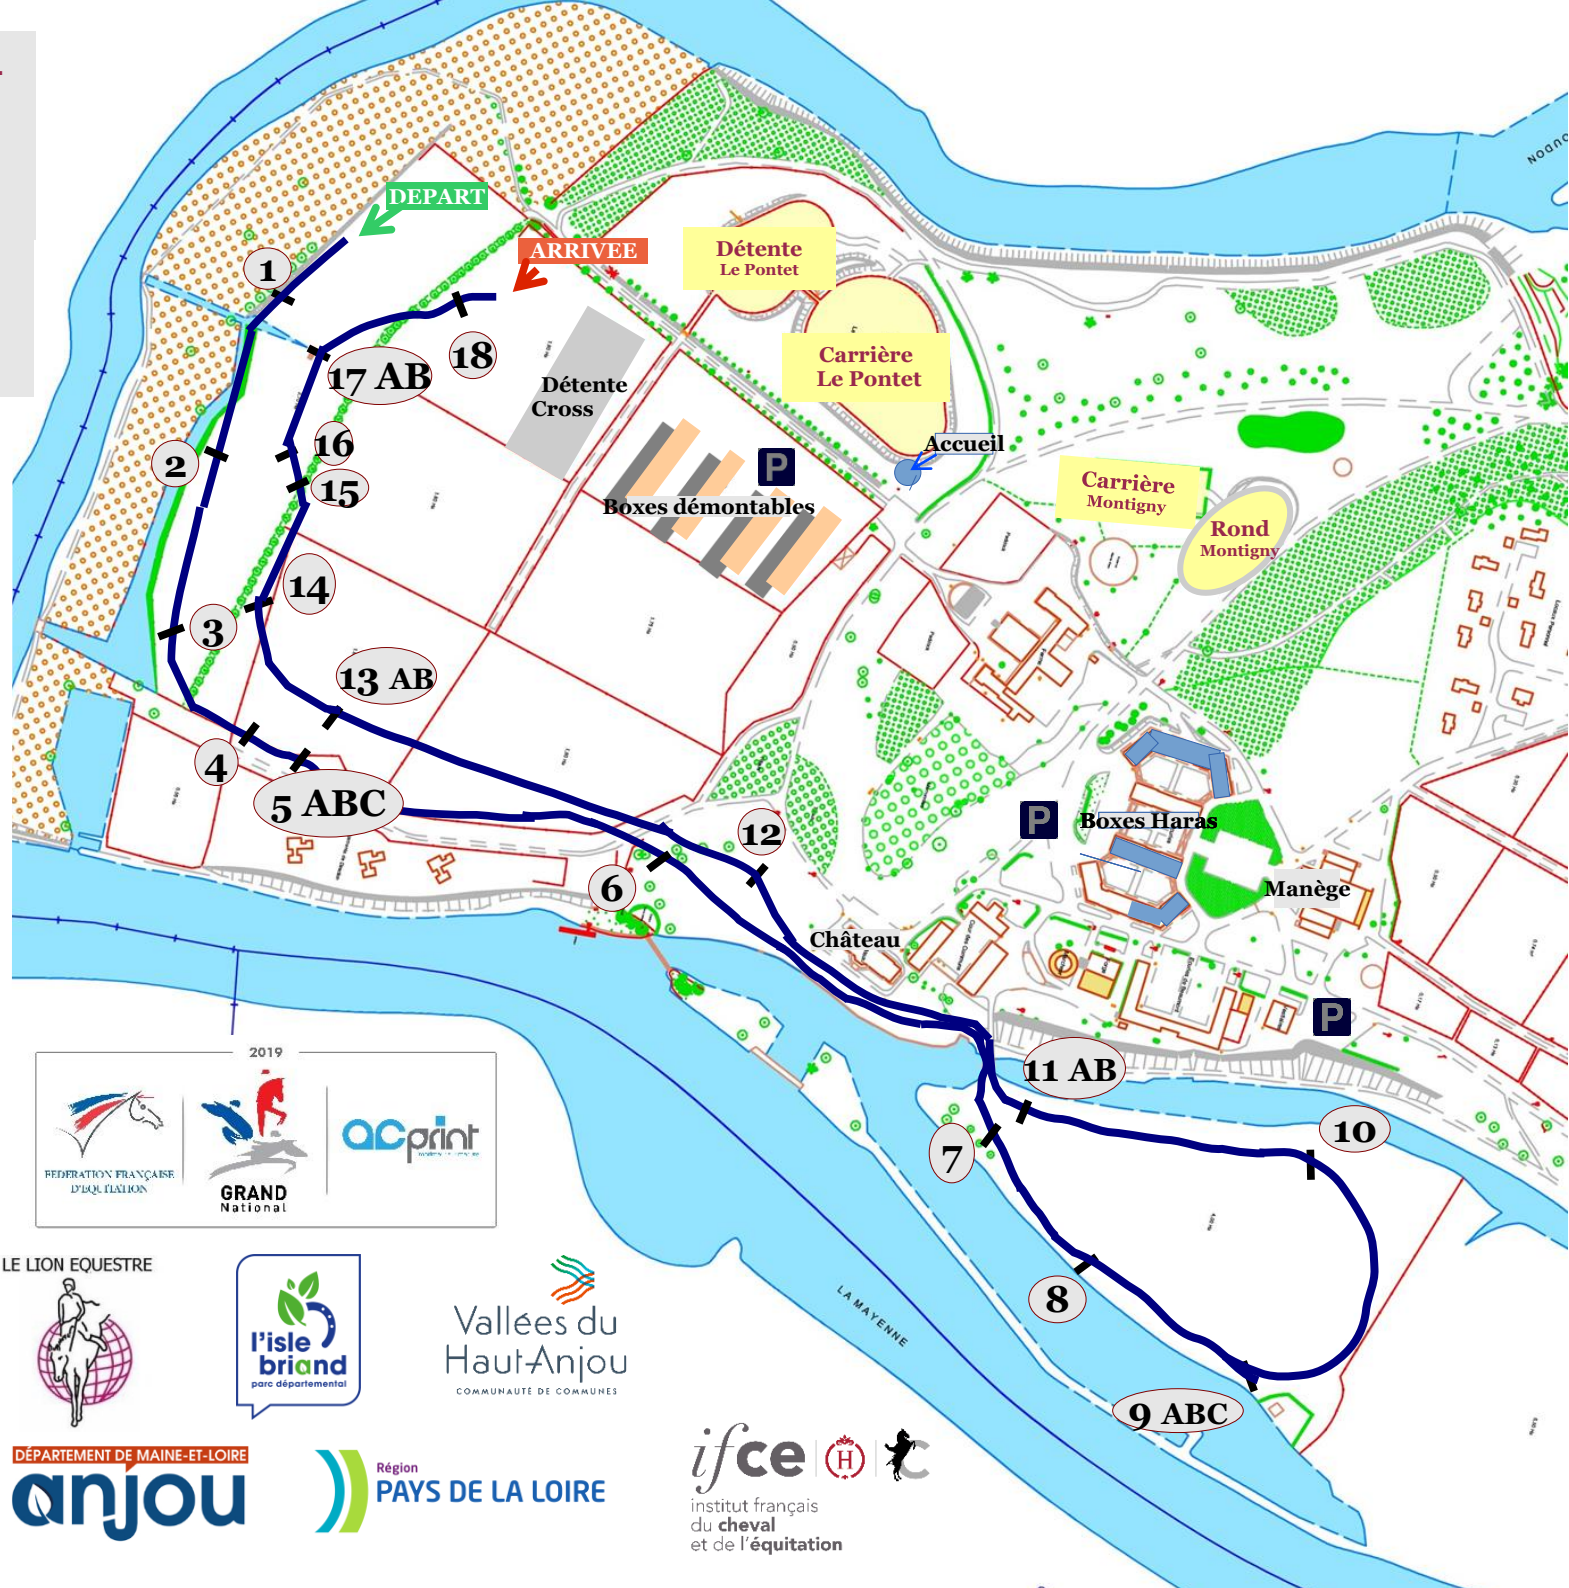 OUDON
DEPART
ARRIVEE
1
Détente
Le Pontet
Carrière
Le Pontet
17 AB
18
Détente
Cross
16
15
2
Accueil
P
Boxes démontables
Carrière
Montigny
Rond
Montigny
14
3
13 AB
4
5 ABC
12
6
P
Boxes Haras
Manège
Château
P
11 AB
10
7
8
9 ABC
LA MAYENNE
2019
FEDERATION FRANÇAISE
D'EQUITATION
GRAND
National
acprint
LE LION EQUESTRE
l'isle
briand
parc départemental
Vallées du
Haut-Anjou
COMMUNAUTÉ DE COMMUNES
DÉPARTEMENT DE MAINE-ET-LOIRE
anjou
Région
PAYS DE LA LOIRE
ifce
H
C
institut français
du cheval
et de l'équitation